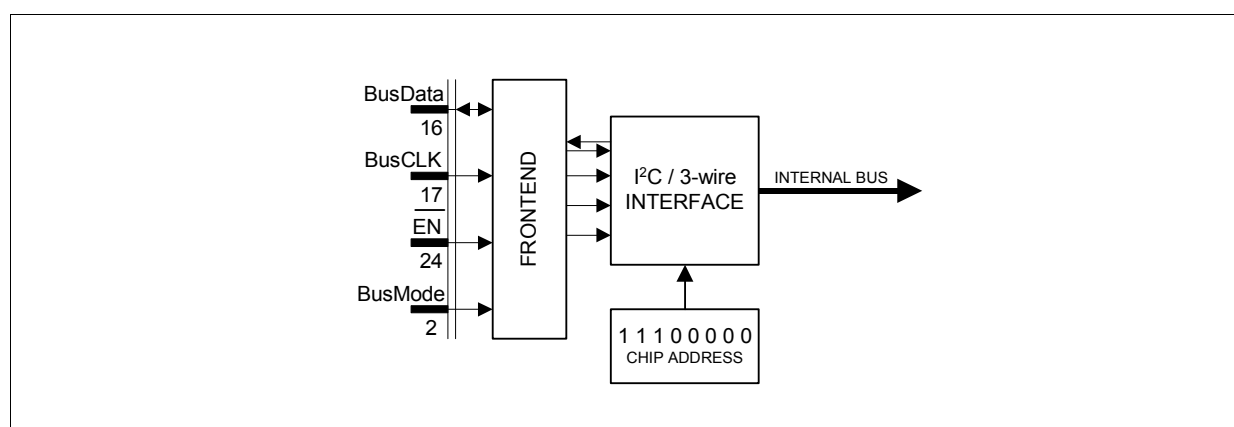 BusData
16
BusCLK
17
EN
24
BusMode
2
FRONTEND
I²C / 3-wire
INTERFACE
INTERNAL BUS
1 1 1 0 0 0 0 0
CHIP ADDRESS